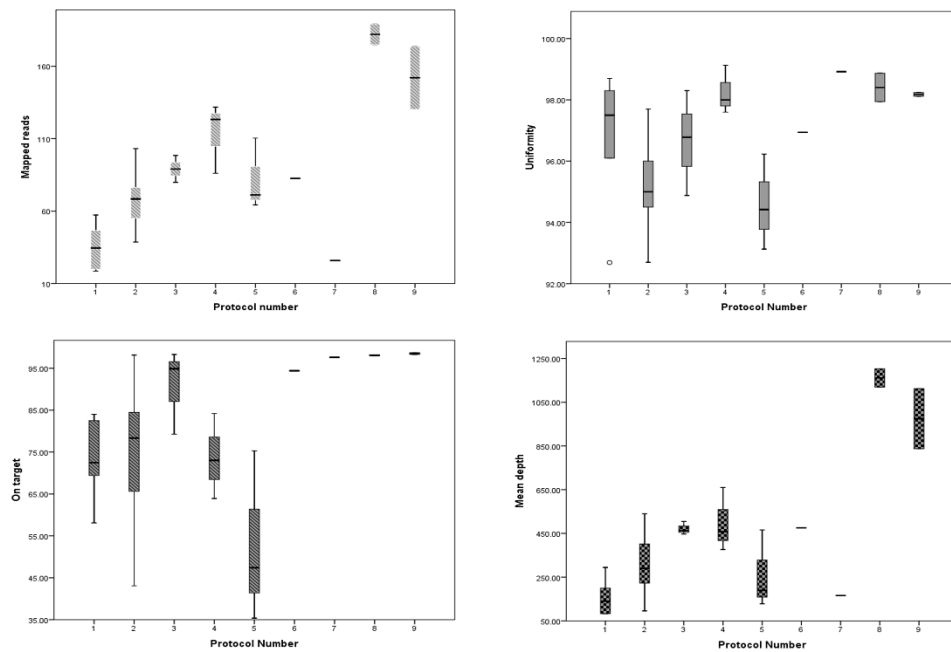 Mapped reads
160
110
60
10
1 2 3 4 5 6 7 8 9
Protocol number
Uniformity
100.00
98.00
96.00
94.00
92.00
1 2 3 4 5 6 7 8 9
Protocol Number
On target
95.00
85.00
75.00
65.00
55.00
45.00
35.00
1 2 3 4 5 6 7 8 9
Protocol Number
Mean depth
1250.00
1050.00
850.00
650.00
450.00
250.00
50.00
1 2 3 4 5 6 7 8 9
Protocol Number